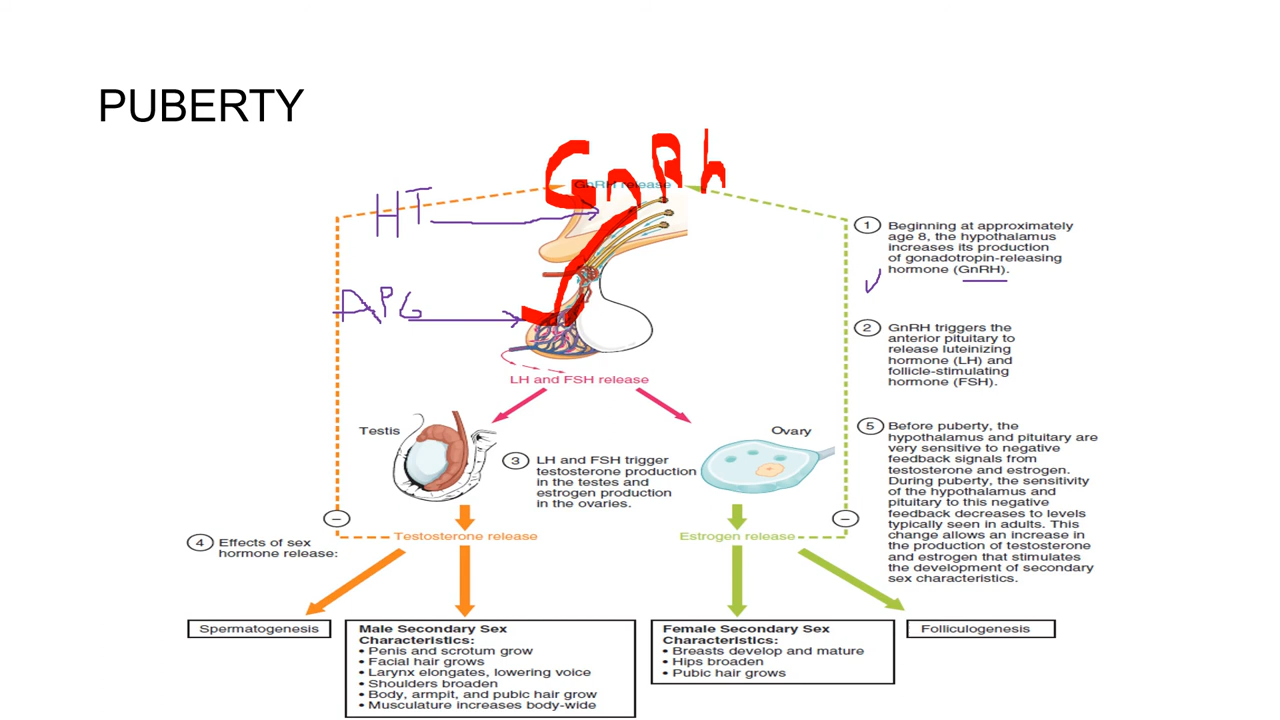 PUBERTY
GnRh
GnRH release
HT
APG
LH and FSH release
Testis
Ovary
1 Beginning at approximately
age 8, the hypothalamus
increases its production
of gonadotropin-releasing
hormone (GnRH).
2 GnRH triggers the
anterior pituitary to
release luteinizing
hormone (LH) and
follicle-stimulating
hormone (FSH).
3 LH and FSH trigger
testosterone production
in the testes and
estrogen production
in the ovaries.
5 Before puberty, the
hypothalamus and pituitary are
very sensitive to negative
feedback signals from
testosterone and estrogen.
During puberty, the sensitivity
of the hypothalamus and
pituitary to this negative
feedback decreases to levels
typically seen in adults. This
change allows an increase in
the production of testosterone
and estrogen that stimulates
the development of secondary
sex characteristics.
−
−
Testosterone release
Estrogen release
4 Effects of sex
hormone release:
Spermatogenesis
Male Secondary Sex
Characteristics:
• Penis and scrotum grow
• Facial hair grows
• Larynx elongates, lowering voice
• Shoulders broaden
• Body, armpit, and pubic hair grow
• Musculature increases body-wide
Female Secondary Sex
Characteristics:
• Breasts develop and mature
• Hips broaden
• Pubic hair grows
Folliculogenesis